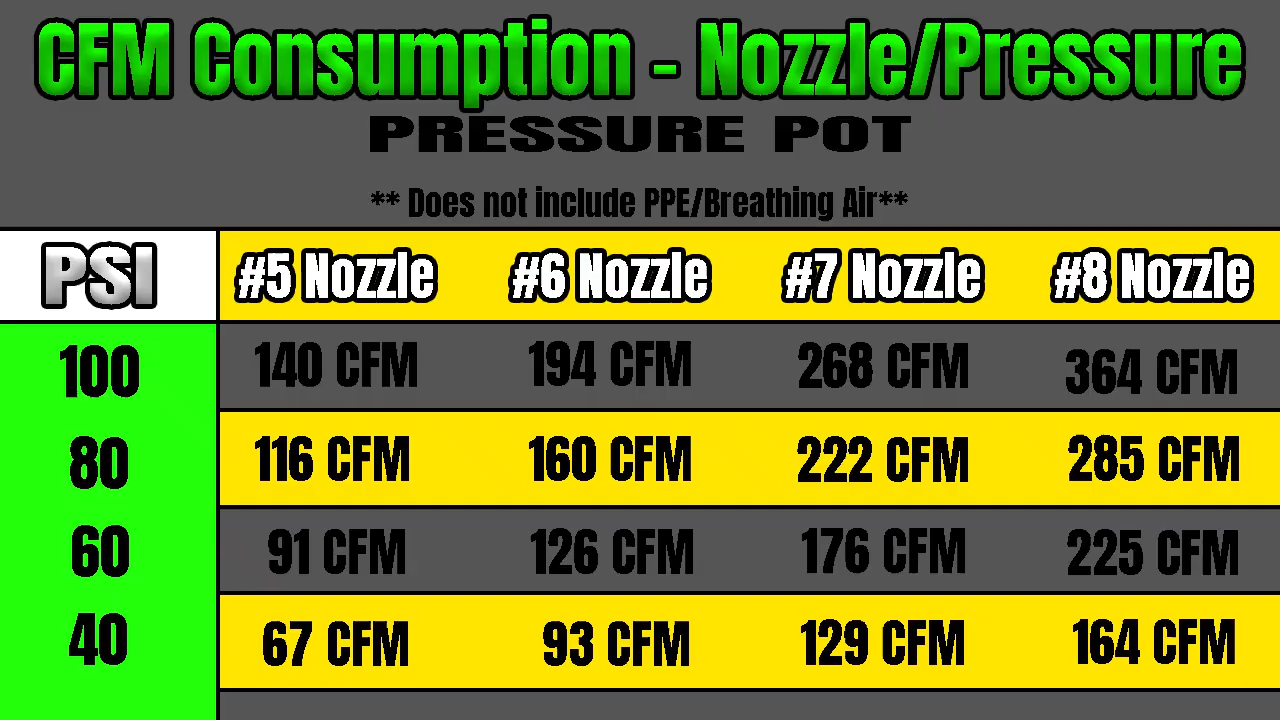 CFM Consumption - Nozzle/Pressure
PRESSURE POT
** Does not include PPE/Breathing Air**
PSI #5 Nozzle #6 Nozzle #7 Nozzle #8 Nozzle
100 140 CFM 194 CFM 268 CFM 364 CFM
80 116 CFM 160 CFM 222 CFM 285 CFM
60 91 CFM 126 CFM 176 CFM 225 CFM
40 67 CFM 93 CFM 129 CFM 164 CFM